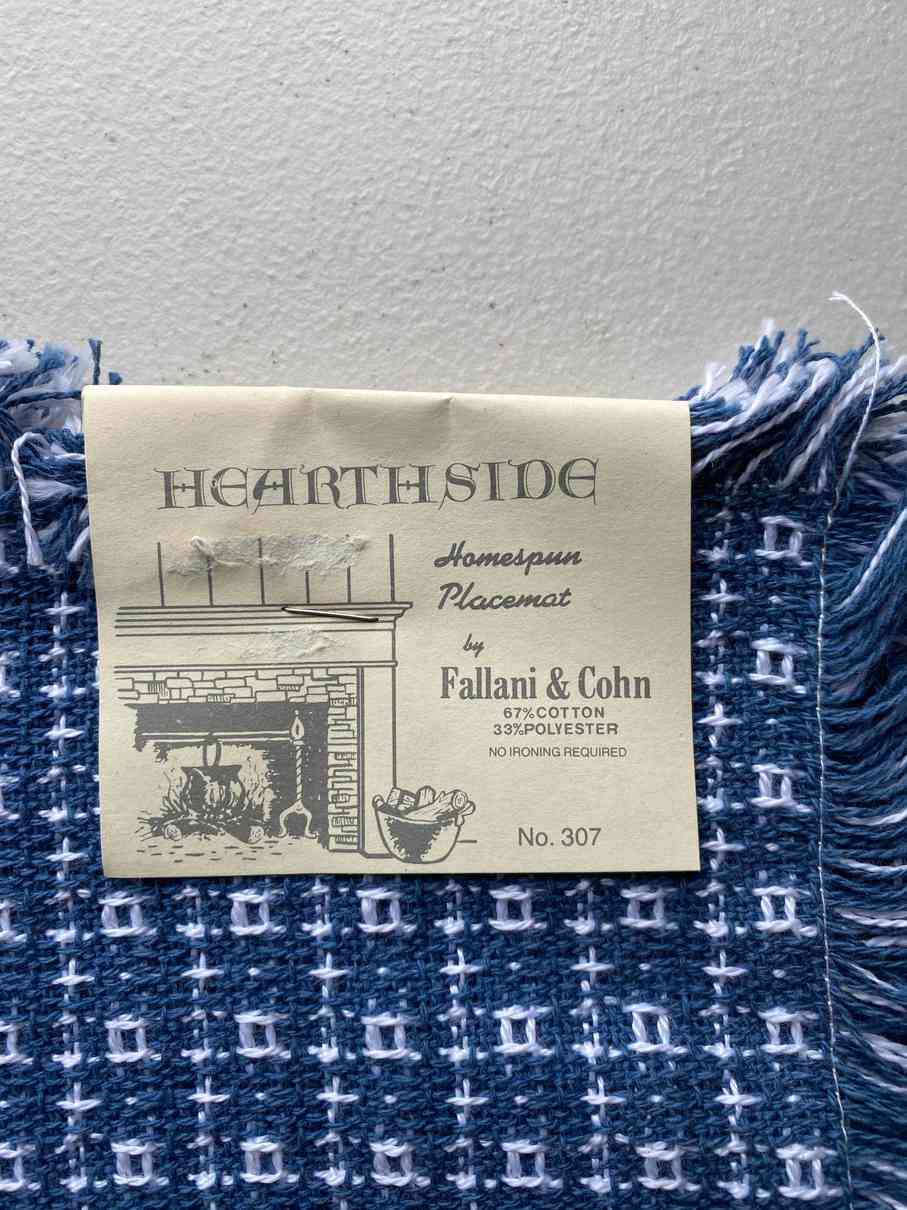 HEARTHSIDE
Homespun
Placemat
by
Fallani & Cohn
67%COTTON
33%POLYESTER
NO IRONING REQUIRED
No. 307